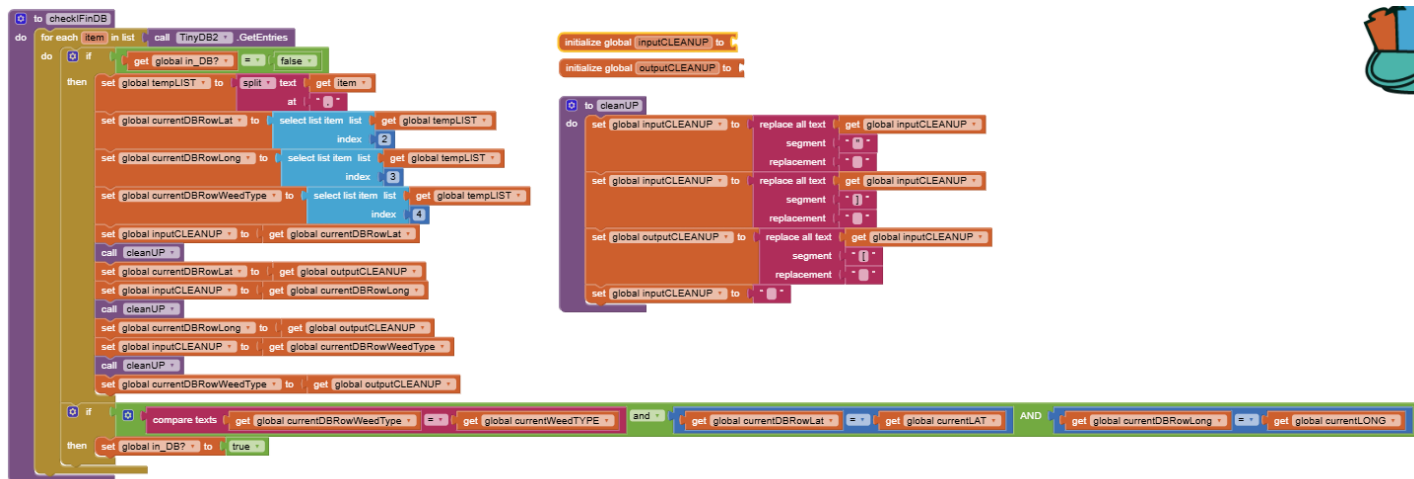 to checkIFinDB
do for each item in list call TinyDB2 .GetEntries
do if get global in_DB? = false
then set global tempLIST to split text get item
at " , "
set global currentDBRowLat to select list item list get global tempLIST
index 2
set global currentDBRowLong to select list item list get global tempLIST
index 3
set global currentDBRowWeedType to select list item list get global tempLIST
index 4
set global inputCLEANUP to get global currentDBRowLat
call cleanUP
set global currentDBRowLat to get global outputCLEANUP
set global inputCLEANUP to get global currentDBRowLong
call cleanUP
set global currentDBRowLong to get global outputCLEANUP
set global inputCLEANUP to get global currentDBRowWeedType
call cleanUP
set global currentDBRowWeedType to get global outputCLEANUP
if compare texts get global currentDBRowWeedType = get global currentWeedTYPE and get global currentDBRowLat = get global currentLAT AND get global currentDBRowLong = get global currentLONG
then set global in_DB? to true
initialize global inputCLEANUP to
initialize global outputCLEANUP to
to cleanUP
do set global inputCLEANUP to replace all text get global inputCLEANUP
segment " " "
replacement " "
set global inputCLEANUP to replace all text get global inputCLEANUP
segment " ] "
replacement " "
set global outputCLEANUP to replace all text get global inputCLEANUP
segment " [ "
replacement " "
set global inputCLEANUP to " "